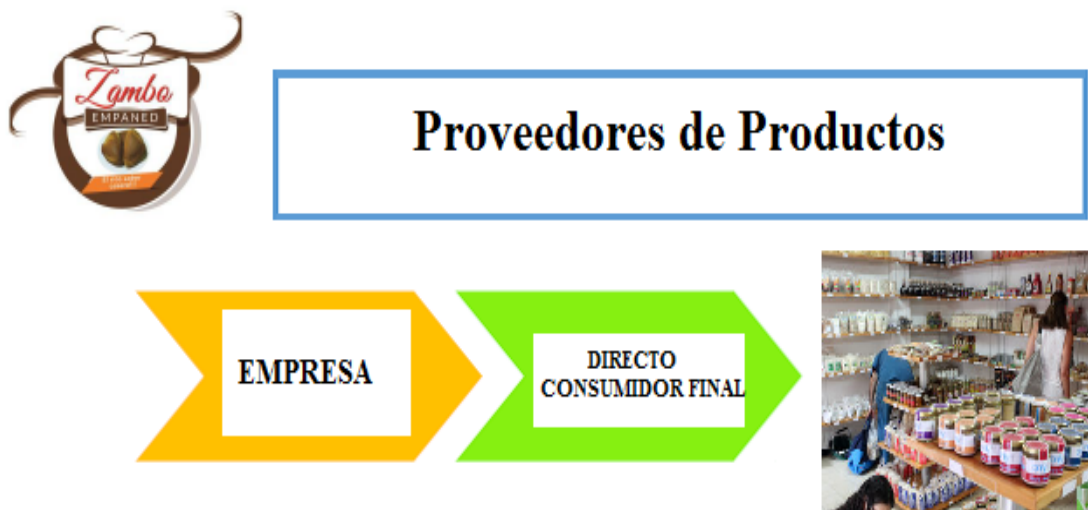 Zambo
EMPANED
Proveedores de Productos
EMPRESA
DIRECTO
CONSUMIDOR FINAL